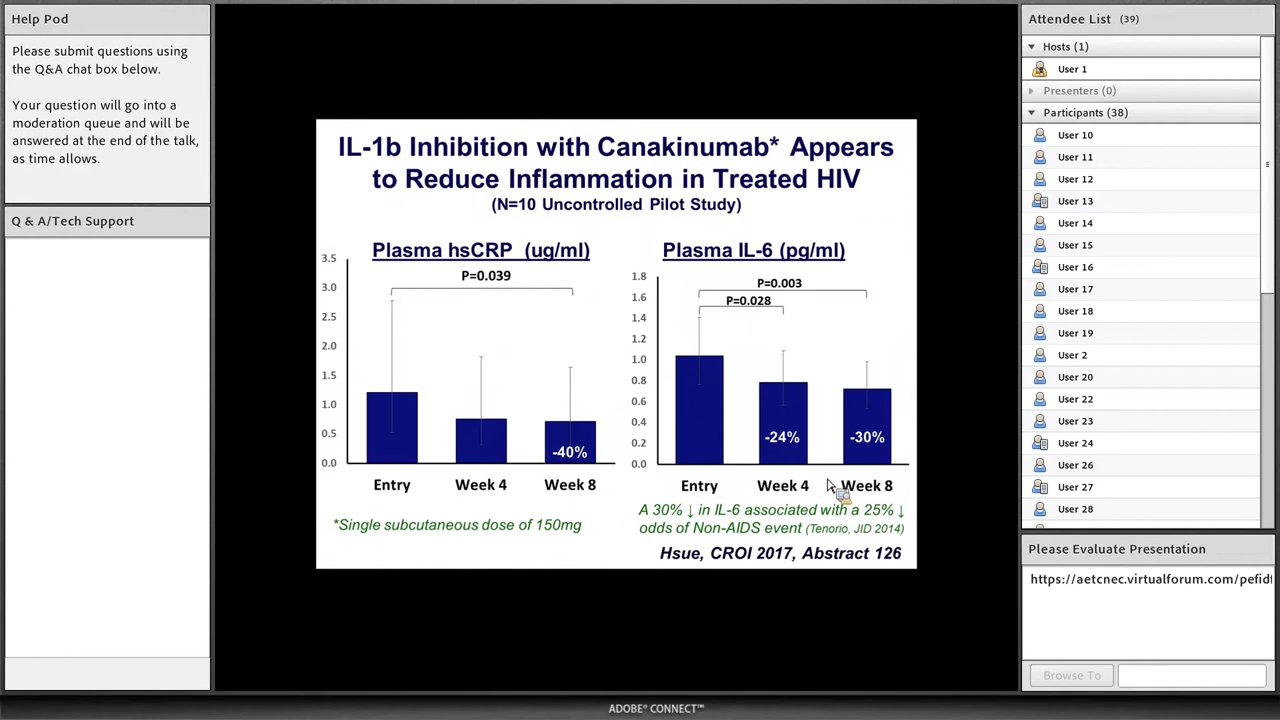 Help Pod
Please submit questions using
the Q&A chat box below.
Your question will go into a
moderation queue and will be
answered at the end of the talk,
as time allows.
Q & A/Tech Support
IL-1b Inhibition with Canakinumab* Appears
to Reduce Inflammation in Treated HIV
(N=10 Uncontrolled Pilot Study)
Plasma hsCRP (ug/ml)
P=0.039
3.5
3.0
2.5
2.0
1.5
1.0
0.5
0.0
-40%
Entry Week 4 Week 8
*Single subcutaneous dose of 150mg
Plasma IL-6 (pg/ml)
P=0.003
P=0.028
1.8
1.6
1.4
1.2
1.0
0.8
0.6
0.4
0.2
0.0
-24% -30%
Entry Week 4 Week 8
A 30% ↓ in IL-6 associated with a 25% ↓
odds of Non-AIDS event (Tenorio, JID 2014)
Hsue, CROI 2017, Abstract 126
Attendee List (39)
Hosts (1)
User 1
Presenters (0)
Participants (38)
User 10
User 11
User 12
User 13
User 14
User 15
User 16
User 17
User 18
User 19
User 2
User 20
User 22
User 23
User 24
User 26
User 27
User 28
Please Evaluate Presentation
https://aetcnec.virtualforum.com/pefidf
Browse To
ADOBE® CONNECT™